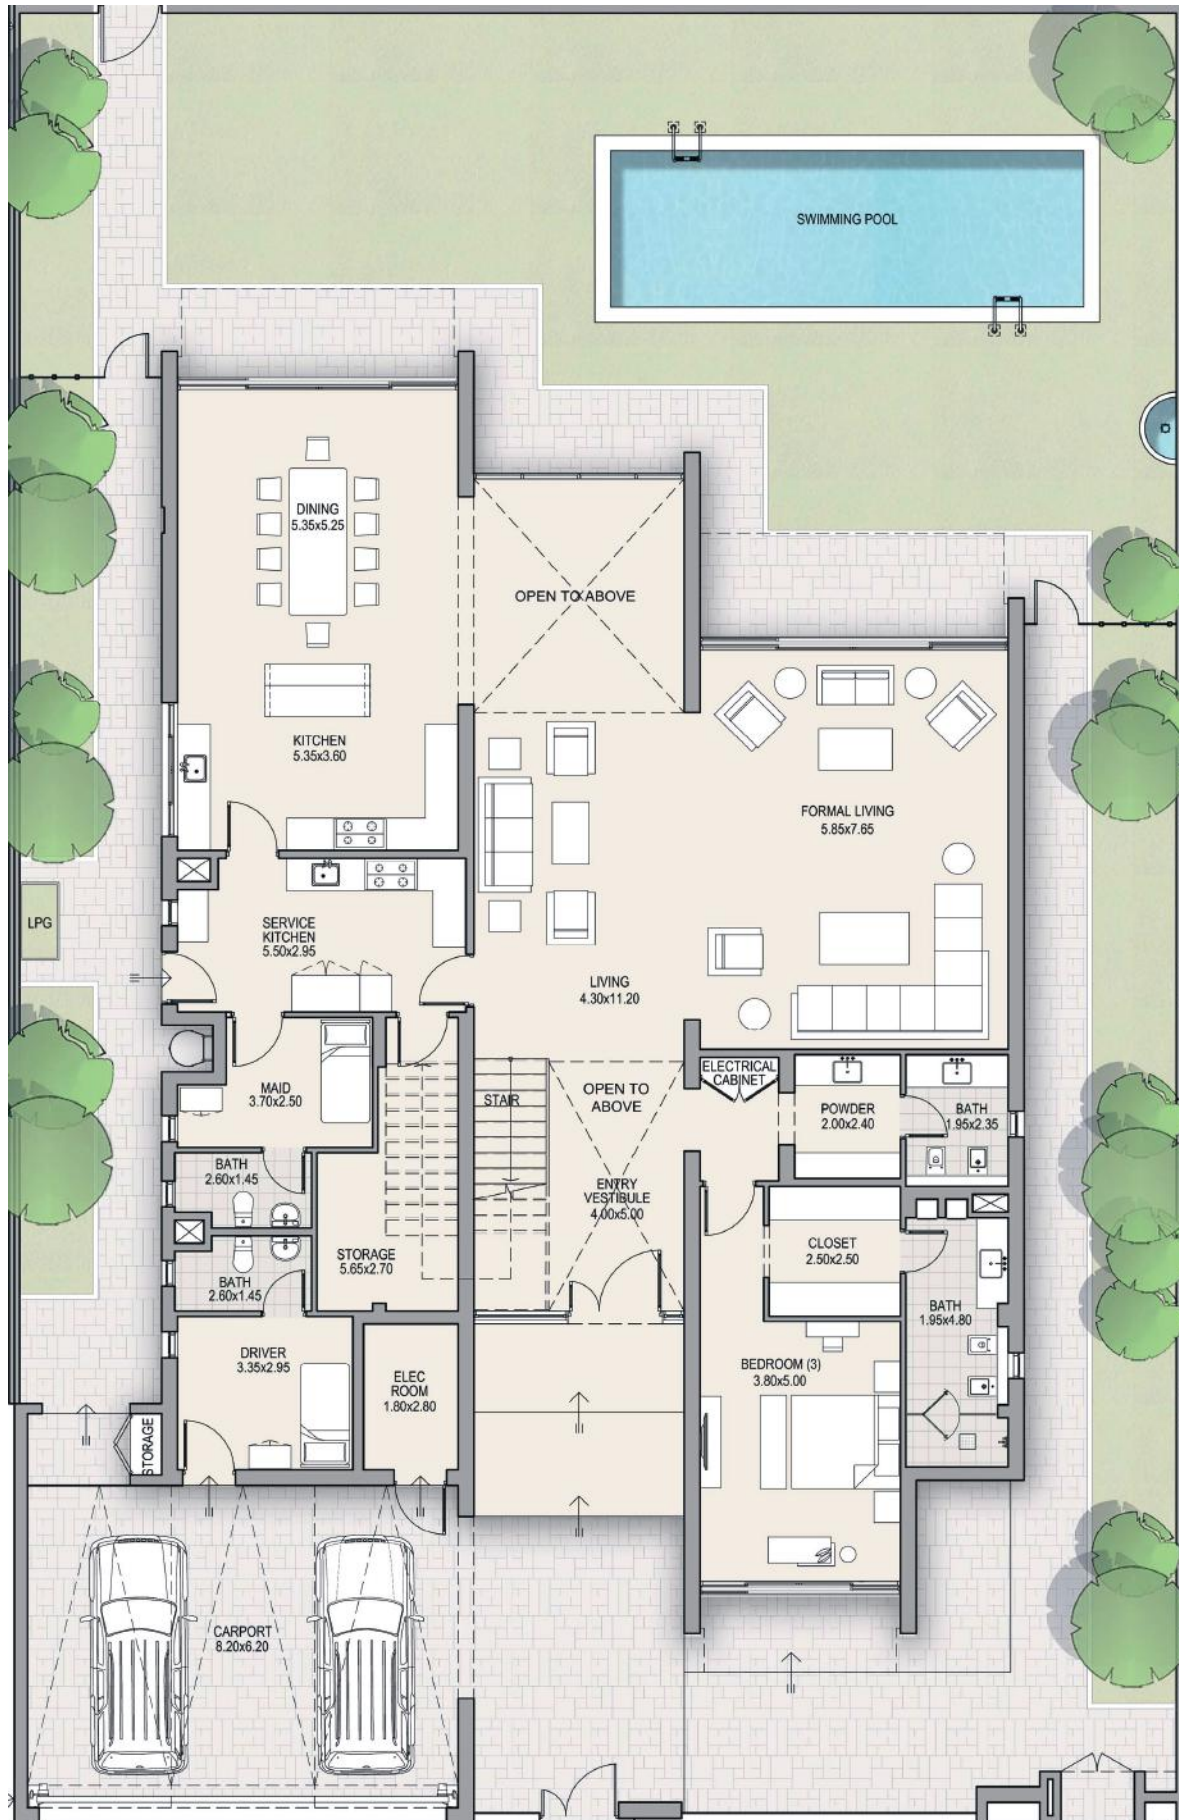 SWIMMING POOL
DINING
5.35x5.25
OPEN TO ABOVE
KITCHEN
5.35x3.60
FORMAL LIVING
5.85x7.65
LPG
SERVICE
KITCHEN
5.50x2.95
LIVING
4.30x11.20
MAID
3.70x2.50
STAIR
OPEN TO
ABOVE
ELECTRICAL
CABINET
POWDER
2.00x2.40
BATH
1.95x2.35
BATH
2.60x1.45
ENTRY
VESTIBULE
4.00x5.00
STORAGE
5.65x2.70
CLOSET
2.50x2.50
BATH
2.60x1.45
BATH
1.95x4.80
DRIVER
3.35x2.95
ELEC
ROOM
1.80x2.80
BEDROOM (3)
3.80x5.00
STORAGE
CARPORT
8.20x6.20